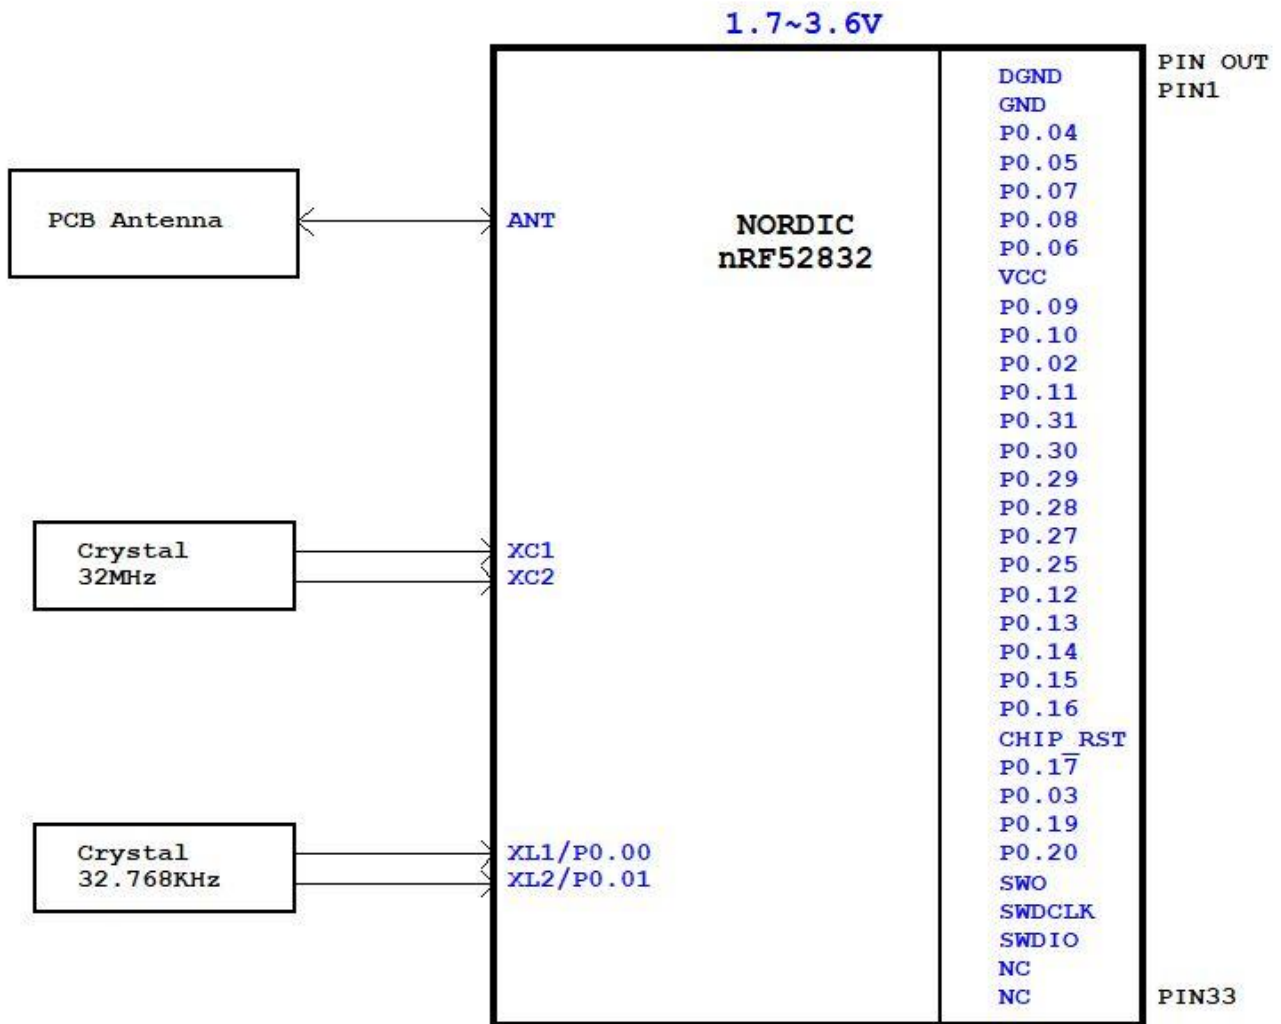 1.7~3.6V
PIN OUT
PIN1
DGND
GND
P0.04
P0.05
P0.07
P0.08
P0.06
VCC
P0.09
P0.10
P0.02
P0.11
P0.31
P0.30
P0.29
P0.28
P0.27
P0.25
P0.12
P0.13
P0.14
P0.15
P0.16
CHIP_RST
P0.17
P0.03
P0.19
P0.20
SWO
SWDCLK
SWDIO
NC
NC
PIN33
NORDIC
nRF52832
PCB Antenna
ANT
Crystal
32MHz
XC1
XC2
Crystal
32.768KHz
XL1/P0.00
XL2/P0.01